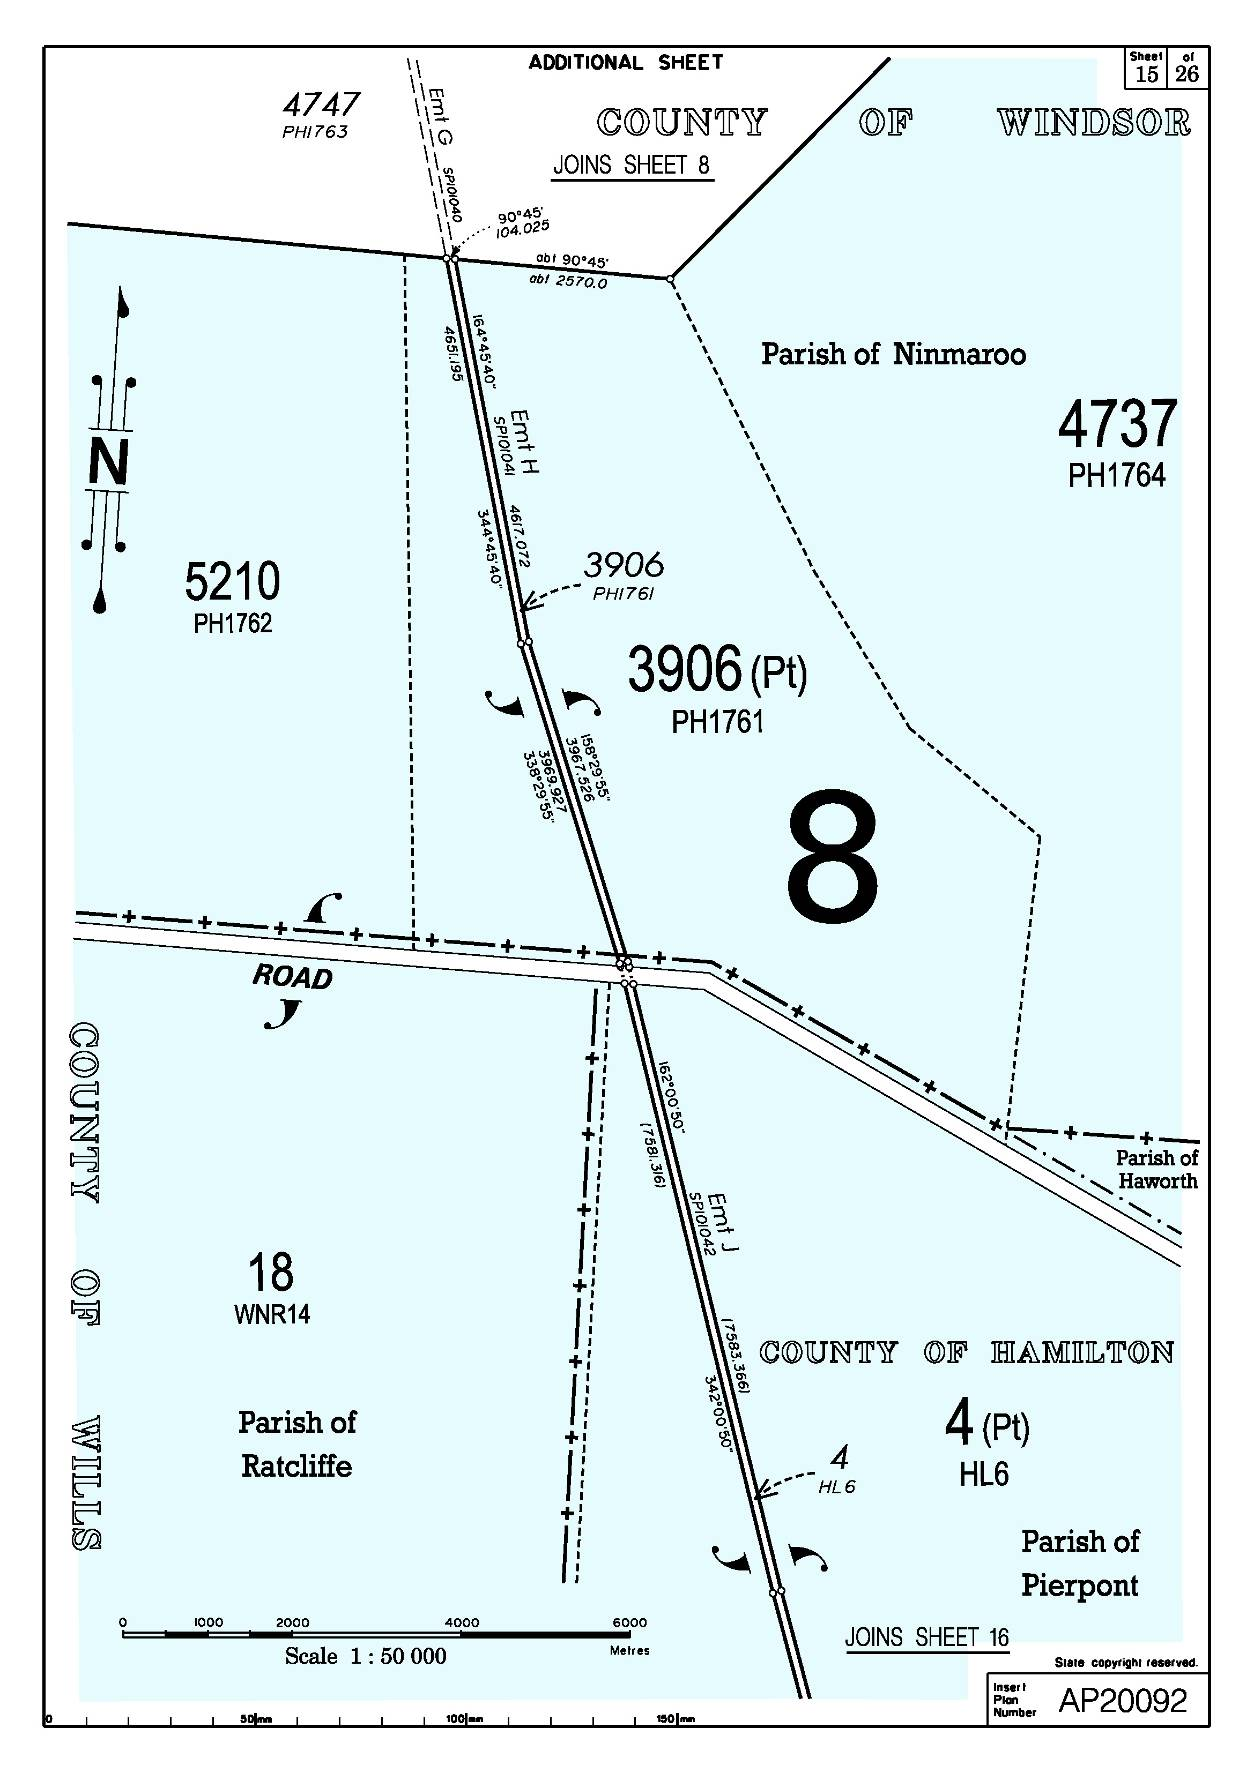 ADDITIONAL SHEET
Sheet of
15 26
4747
PH1763
Emt G
SP101040
COUNTY OF WINDSOR
JOINS SHEET 8
90°45'
104.025
abt 90°45'
abt 2570.0
164°45'40"
4651.195
Parish of Ninmaroo
4737
PH1764
Emt H
SP101041
N
344°45'40"
4617.072
5210
PH1762
3906
PH1761
3906 (Pt)
PH1761
158°29'55"
3967.526
3969.927
338°29'55"
8
ROAD
COUNTY OF WILLS
162°00'50"
(7581.316)
Parish of
Haworth
Emt J
SP101042
18
WNR14
(7583.366)
342°00'50"
COUNTY OF HAMILTON
4 (Pt)
HL6
Parish of
Ratcliffe
4
HL6
Parish of
Pierpont
0 1000 2000 4000 6000
Scale 1 : 50 000
Metres
JOINS SHEET 16
State copyright reserved.
Insert
Plan
Number
AP20092
0 50mm 100mm 150mm